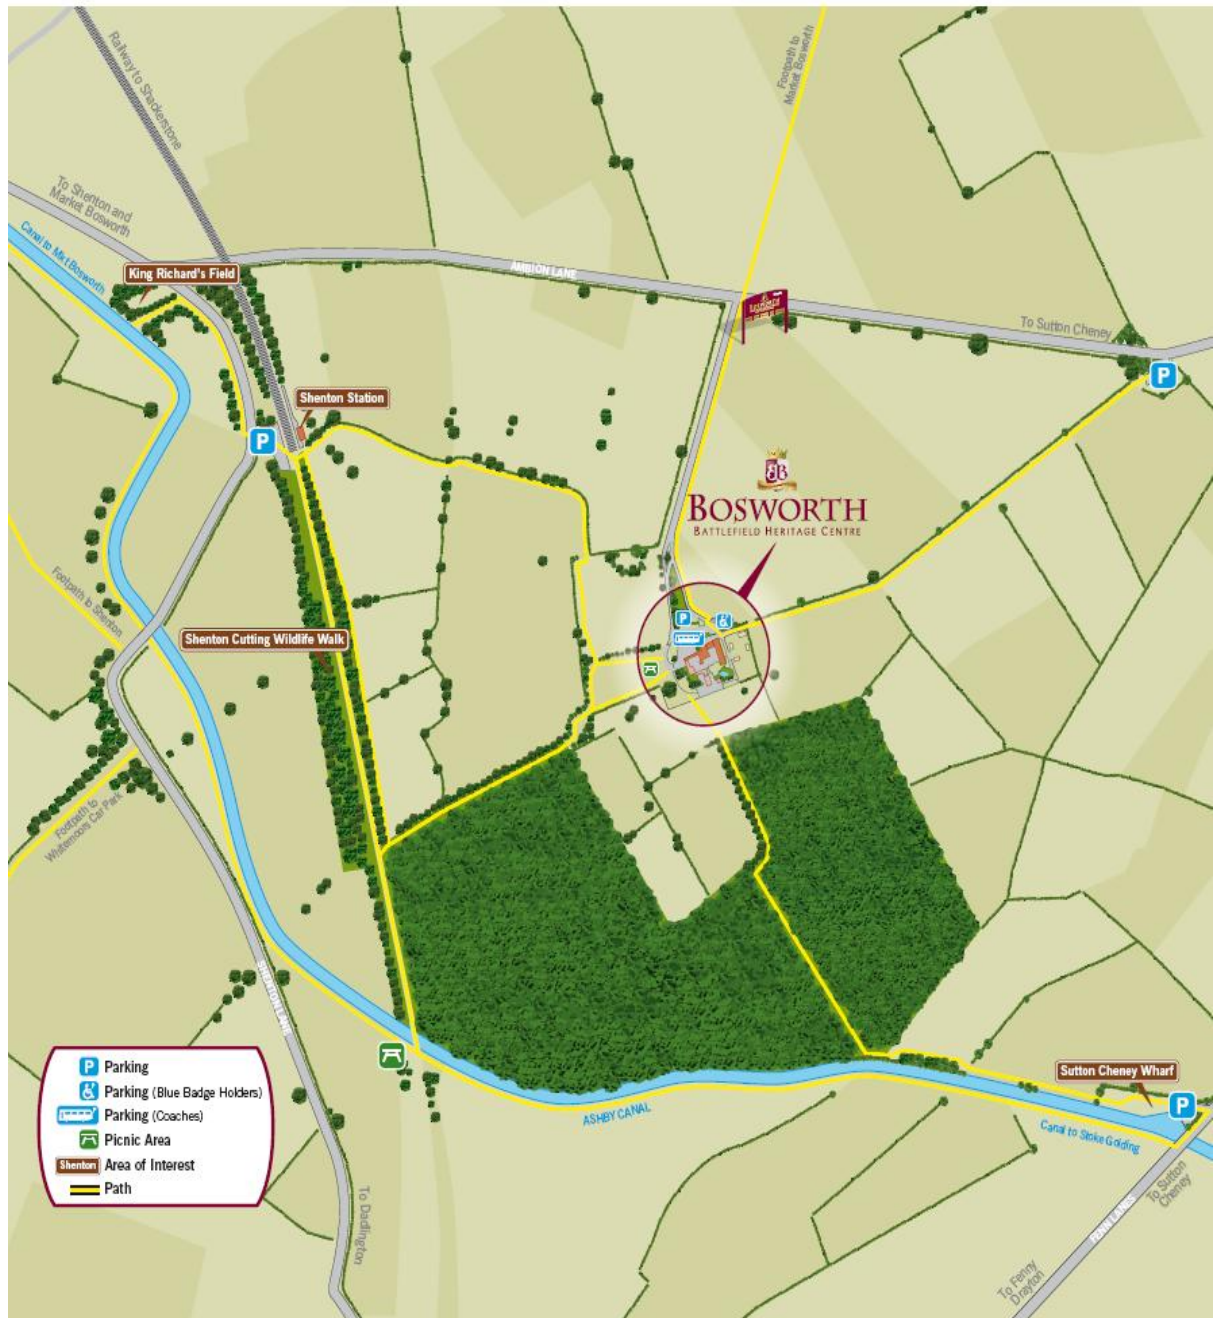 Railway to Shackerstone
Footpath to
Market Bosworth
To Shenton and
Market Bosworth
Canal to Mkt Bosworth
King Richard's Field
AMBION LANE
BOSWORTH
To Sutton Cheney
P
Shenton Station
P
BOSWORTH
BATTLEFIELD HERITAGE CENTRE
Footpath to Shenton
P
Shenton Cutting Wildlife Walk
Footpath to
Whitemoors Car Park
SHENTON LANE
Sutton Cheney Wharf
P
ASHBY CANAL
Canal to Stoke Golding
P Parking
Parking (Blue Badge Holders)
Parking (Coaches)
Picnic Area
Shenton Area of Interest
Path
To Dadlington
To Sutton
Cheney
FENN LANES
To Fenny
Drayton